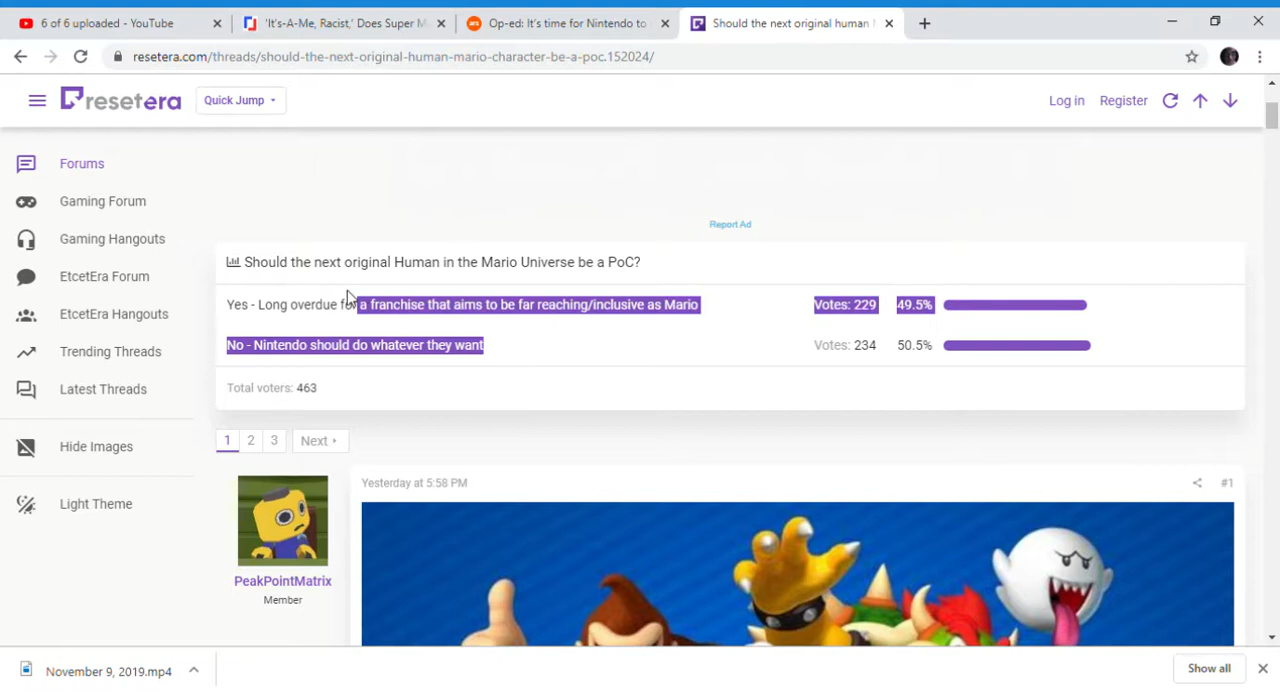 6 of 6 uploaded - YouTube
'It's-A-Me, Racist,' Does Super M
Op-ed: It's time for Nintendo to
Should the next original human
resetera.com/threads/should-the-next-original-human-mario-character-be-a-poc.152024/
resetera
Quick Jump
Log in
Register
Forums
Gaming Forum
Gaming Hangouts
EtcetEra Forum
EtcetEra Hangouts
Trending Threads
Latest Threads
Hide Images
Light Theme
Report Ad
Should the next original Human in the Mario Universe be a PoC?
Yes - Long overdue for a franchise that aims to be far reaching/inclusive as Mario Votes: 229 49.5%
No - Nintendo should do whatever they want Votes: 234 50.5%
Total voters: 463
1 2 3 Next
Yesterday at 5:58 PM #1
PeakPointMatrix
Member
November 9, 2019.mp4
Show all